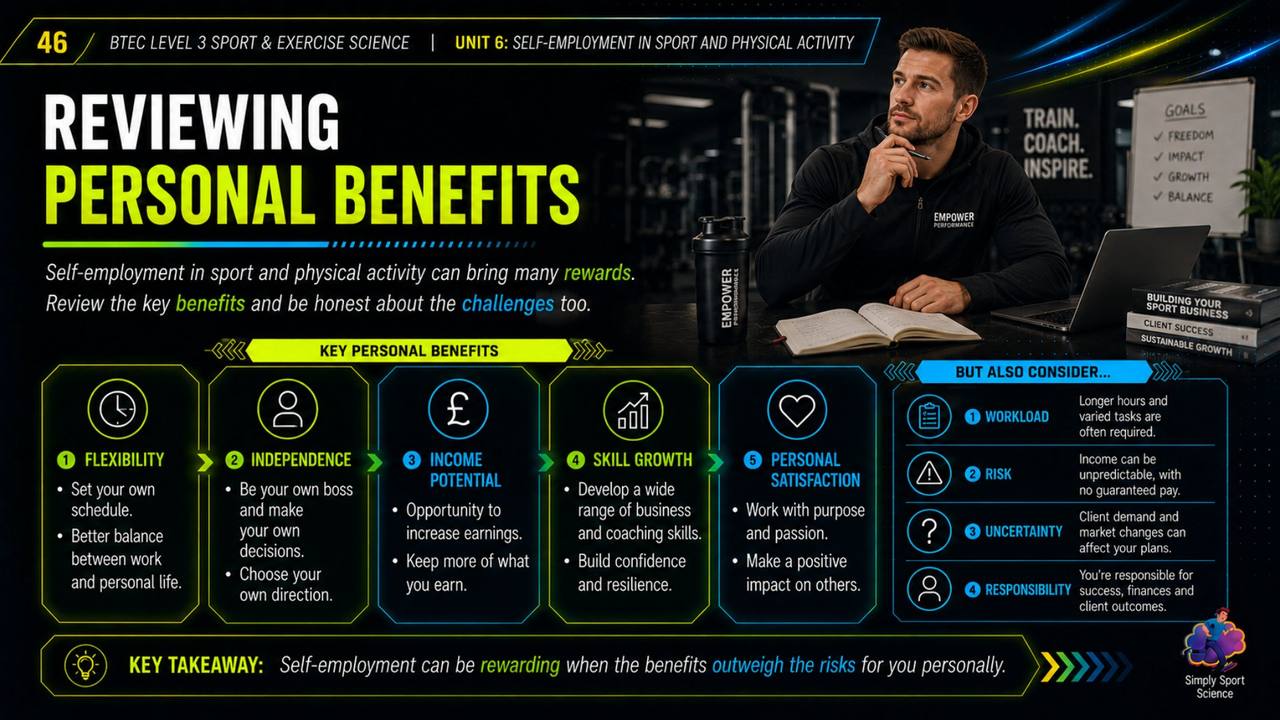 46
BTEC LEVEL 3 SPORT & EXERCISE SCIENCE | UNIT 6: SELF-EMPLOYMENT IN SPORT AND PHYSICAL ACTIVITY
REVIEWING
PERSONAL BENEFITS
Self-employment in sport and physical activity can bring many rewards.
Review the key benefits and be honest about the challenges too.
TRAIN.
COACH.
INSPIRE.
GOALS
✓ FREEDOM
✓ IMPACT
✓ GROWTH
✓ BALANCE
EMPOWER
PERFORMANCE
EMPOWER
PERFORMANCE
BUILDING YOUR
SPORT BUSINESS
CLIENT SUCCESS
SUSTAINABLE GROWTH
KEY PERSONAL BENEFITS
1 FLEXIBILITY
• Set your own
schedule.
• Better balance
between work
and personal life.
2 INDEPENDENCE
• Be your own boss
and make
your own
decisions.
• Choose your
own direction.
£
3 INCOME
POTENTIAL
• Opportunity to
increase earnings.
• Keep more of what
you earn.
4 SKILL GROWTH
• Develop a wide
range of business
and coaching skills.
• Build confidence
and resilience.
5 PERSONAL
SATISFACTION
• Work with purpose
and passion.
• Make a positive
impact on others.
BUT ALSO CONSIDER...
1 WORKLOAD
Longer hours and
varied tasks are
often required.
2 RISK
Income can be
unpredictable, with
no guaranteed pay.
?
3 UNCERTAINTY
Client demand and
market changes can
affect your plans.
4 RESPONSIBILITY
You're responsible for
success, finances and
client outcomes.
KEY TAKEAWAY: Self-employment can be rewarding when the benefits outweigh the risks for you personally.
Simply Sport
Science